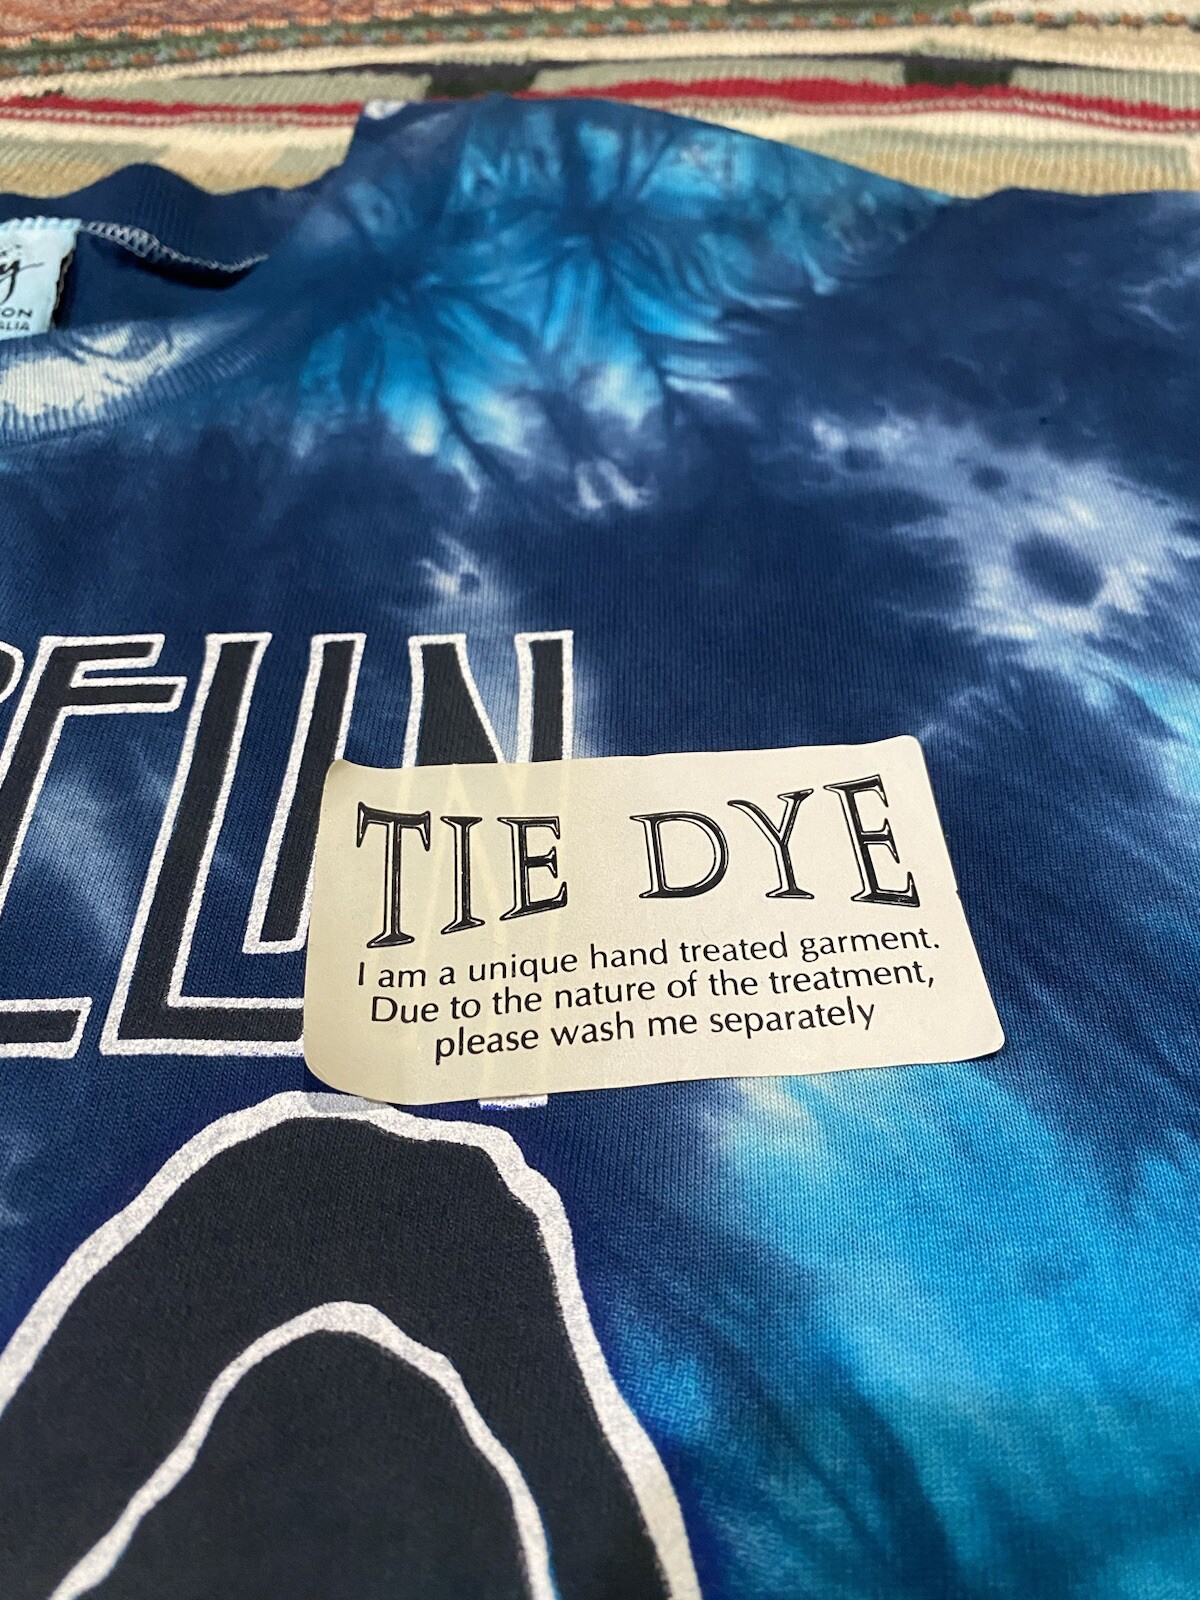 TIE DYE
I am a unique hand treated garment.
Due to the nature of the treatment,
please wash me separately